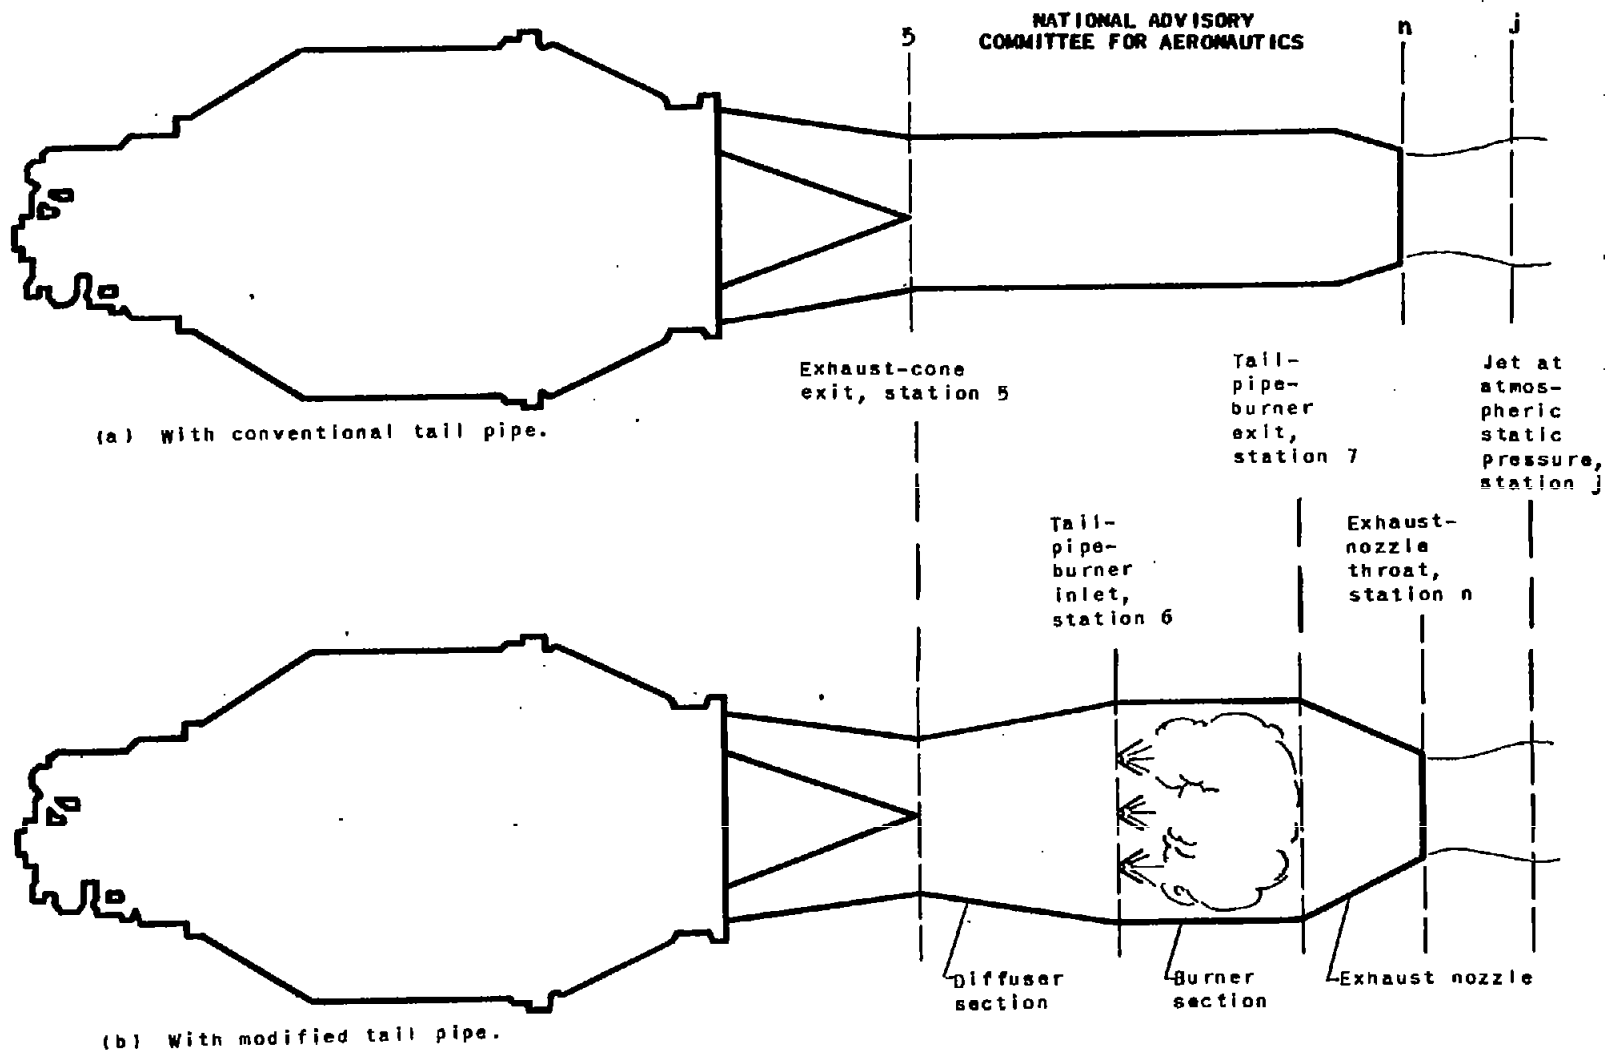 NATIONAL ADVISORY
COMMITTEE FOR AERONAUTICS
5
n
j
Exhaust-cone
exit, station 5
Tail-
pipe-
burner
exit,
station 7
Jet at
atmos-
pheric
static
pressure,
station j
(a) With conventional tail pipe.
Tail-
pipe-
burner
inlet,
station 6
Exhaust-
nozzle
throat,
station n
Diffuser
section
Burner
section
Exhaust nozzle
(b) With modified tail pipe.